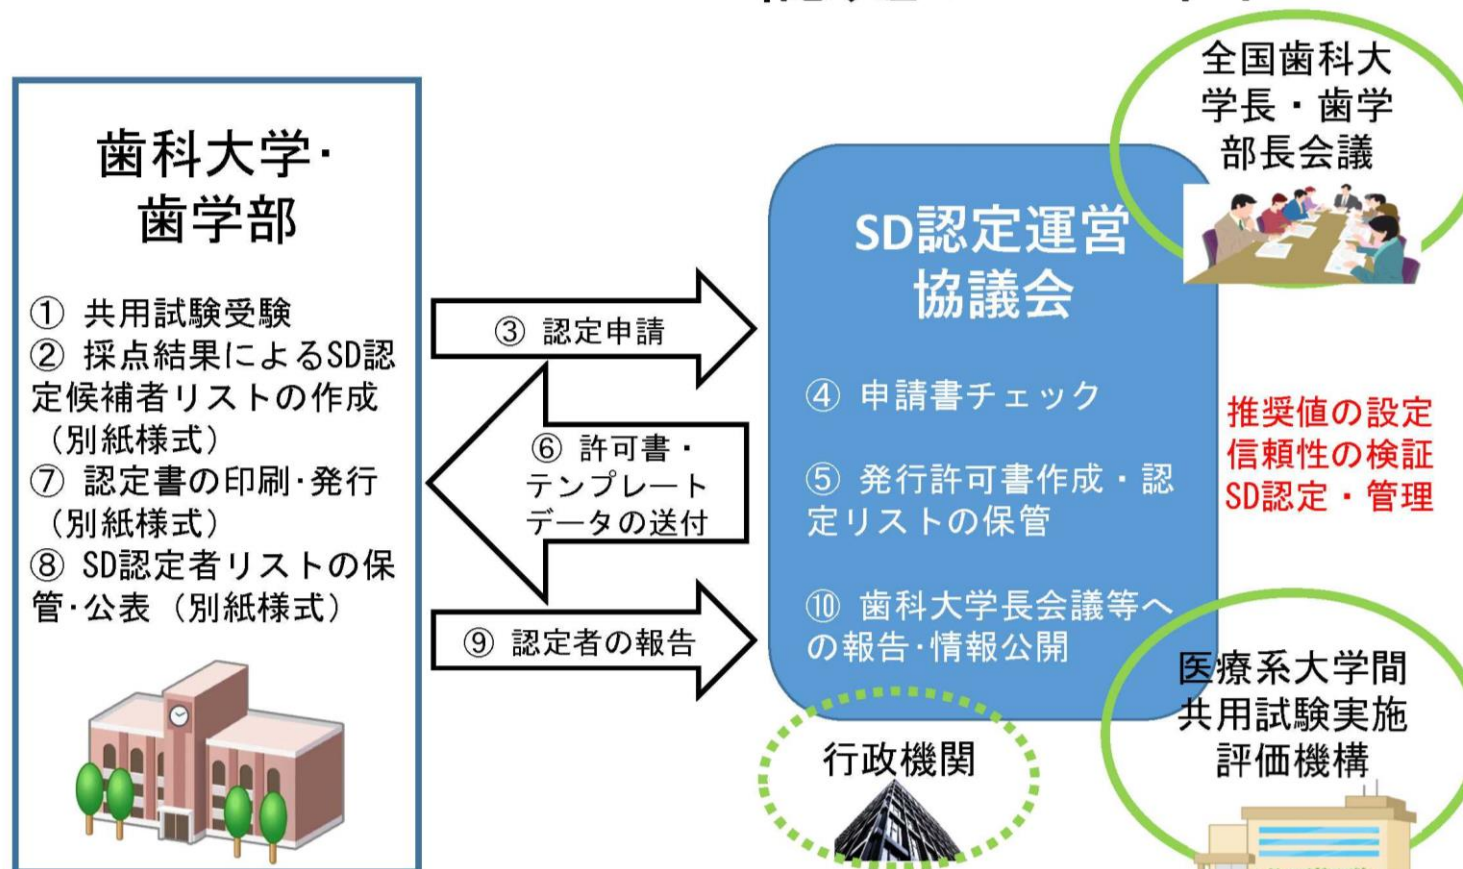 歯科大学･
歯学部
① 共用試験受験
② 採点結果によるSD認
定候補者リストの作成
（別紙様式）
⑦ 認定書の印刷･発行
（別紙様式）
⑧ SD認定者リストの保
管･公表（別紙様式）
③ 認定申請
⑥ 許可書・
テンプレート
データの送付
⑨ 認定者の報告
SD認定運営
協議会
④ 申請書チェック
⑤ 発行許可書作成・認
定リストの保管
⑩ 歯科大学長会議等へ
の報告･情報公開
全国歯科大
学長・歯学
部長会議
推奨値の設定
信頼性の検証
SD認定・管理
行政機関
医療系大学間
共用試験実施
評価機構